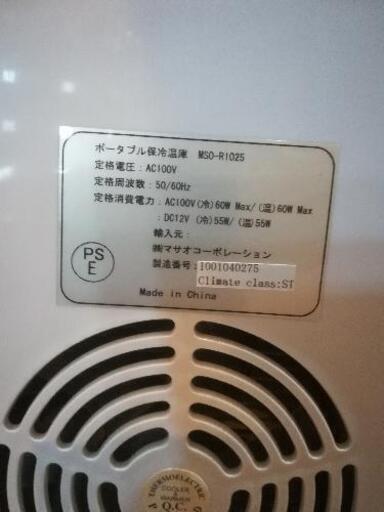 ポータブル保冷温庫 MSO-R1025
定格電圧：AC100V
定格周波数：50/60Hz
定格消費電力：AC100V(冷)60W Max/(温)60W Max
：DC12V (冷)55W/(温)55W
輸入元：
㈱マサオコーポレーション
製造番号：1001040275
Climate class:ST
PS
E
Made in China
THERMOELECTRIC
COOLER
&
WARMER
Q.C.